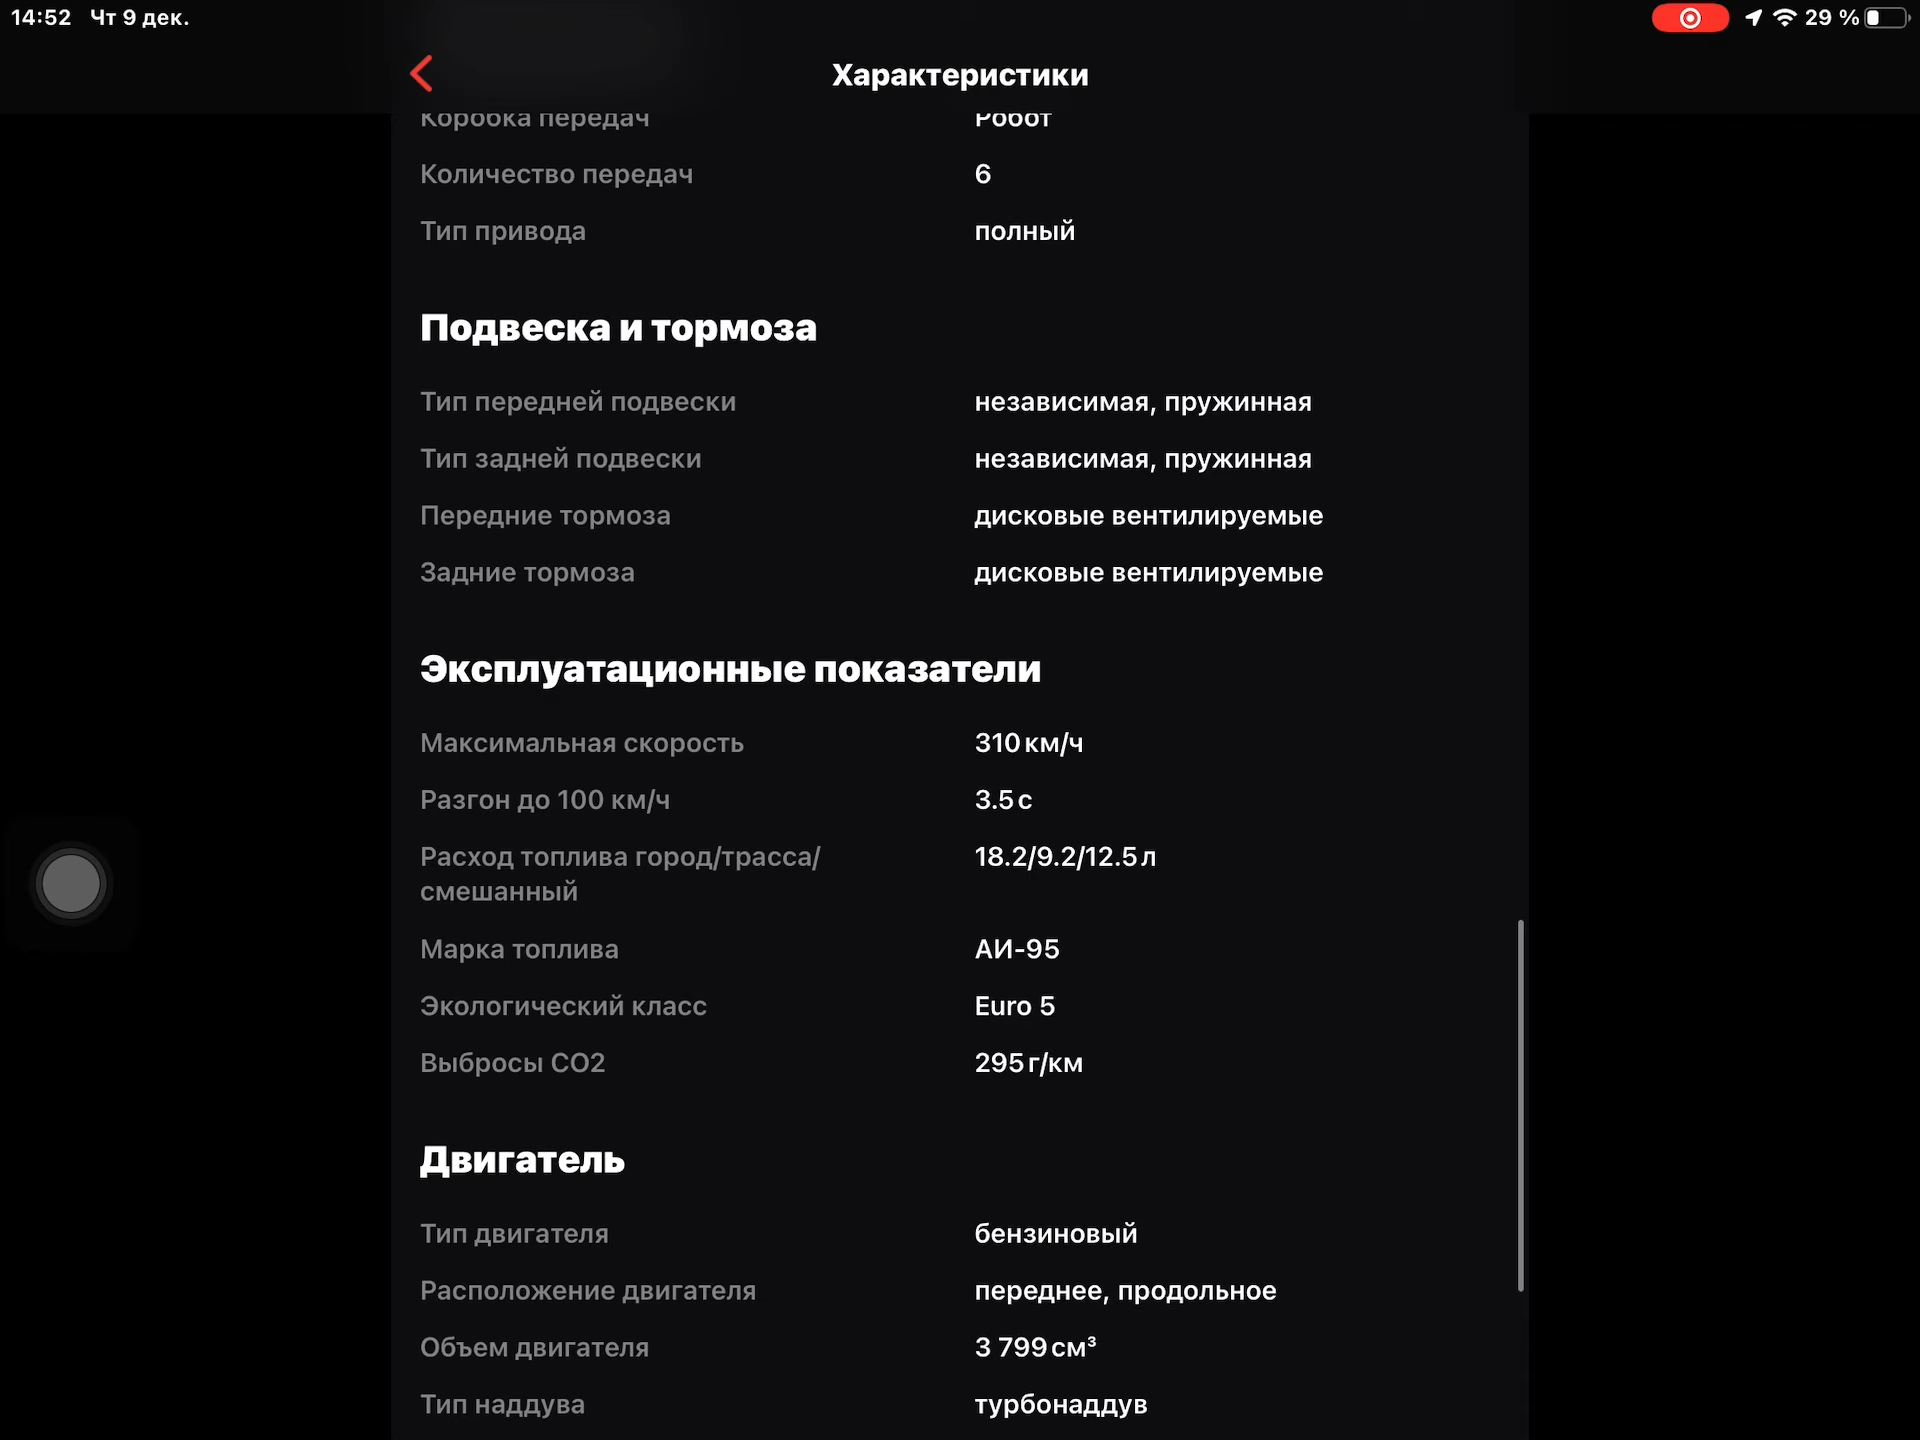 14:52 Чт 9 дек. 29 %
Характеристики
Коробка передач Робот
Количество передач 6
Тип привода полный
Подвеска и тормоза
Тип передней подвески независимая, пружинная
Тип задней подвески независимая, пружинная
Передние тормоза дисковые вентилируемые
Задние тормоза дисковые вентилируемые
Эксплуатационные показатели
Максимальная скорость 310 км/ч
Разгон до 100 км/ч 3.5 с
Расход топлива город/трасса/ 18.2/9.2/12.5 л
смешанный
Марка топлива АИ-95
Экологический класс Euro 5
Выбросы CO2 295 г/км
Двигатель
Тип двигателя бензиновый
Расположение двигателя переднее, продольное
Объем двигателя 3 799 см³
Тип наддува турбонаддув